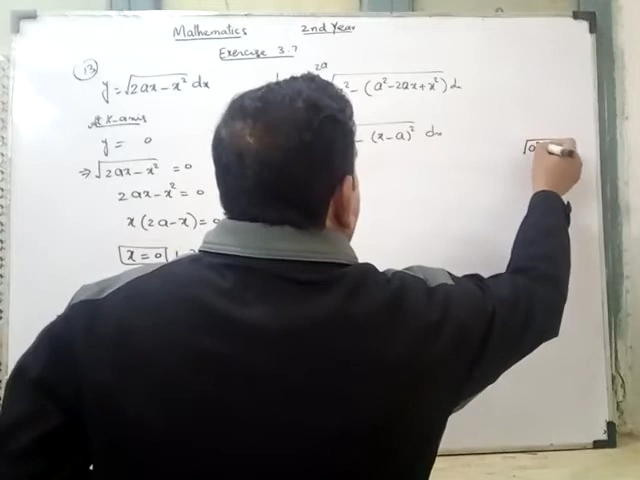 Mathematics 2nd Year
Exercise 3.7
13
y = √(2ax - x²) dx
At x-axis
y = 0
⇒ √(2ax - x²) = 0
2ax - x² = 0
x (2a - x) = 0
x = 0
2a
- (a² - 2ax + x²) dx
- (x - a)² dx